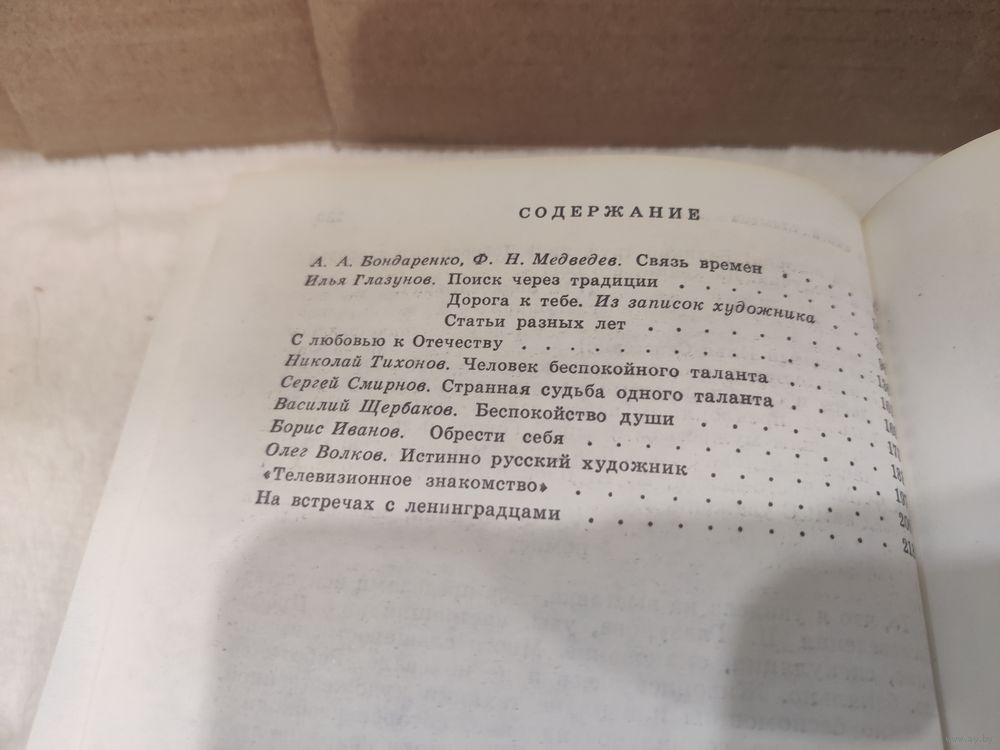 СОДЕРЖАНИЕ
А. А. Бондаренко, Ф. Н. Медведев. Связь времен . . . .
Илья Глазунов. Поиск через традиции . . . . . . .
Дорога к тебе. Из записок художника . . .
Статьи разных лет . . . . . . . .
С любовью к Отечеству . . . . . . . . . . . .
Николай Тихонов. Человек беспокойного таланта . . . .
Сергей Смирнов. Странная судьба одного таланта . . . .
Василий Щербаков. Беспокойство души . . . . . . .
Борис Иванов. Обрести себя . . . . . . . . . .
Олег Волков. Истинно русский художник . . . . . . .
«Телевизионное знакомство» . . . . . . . . . . .
На встречах с ленинградцами . . . . . . . . . . .